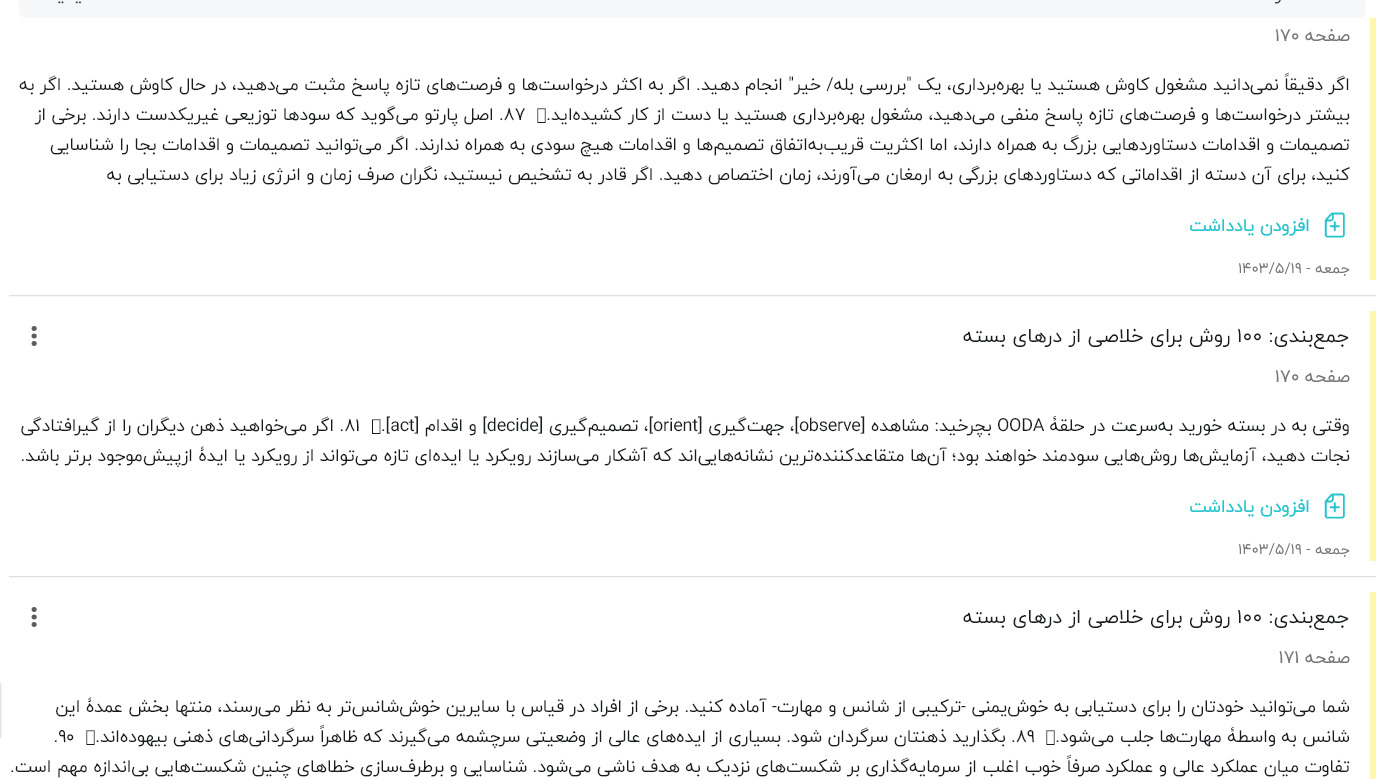 صفحه ۱۷۰
اگر دقیقاً نمی‌دانید مشغول کاوش هستید یا بهره‌برداری، یک "بررسی بله/ خیر" انجام دهید. اگر به اکثر درخواست‌ها و فرصت‌های تازه پاسخ مثبت می‌دهید، در حال کاوش هستید. اگر به
بیشتر درخواست‌ها و فرصت‌های تازه پاسخ منفی می‌دهید، مشغول بهره‌برداری هستید یا دست از کار کشیده‌اید. ۸۷. اصل پارتو می‌گوید که سودها توزیعی غیریکدست دارند. برخی از
تصمیمات و اقدامات دستاوردهایی بزرگ به همراه دارند، اما اکثریت قریب‌به‌اتفاق تصمیم‌ها و اقدامات هیچ سودی به همراه ندارند. اگر می‌توانید تصمیمات و اقدامات بجا را شناسایی
کنید، برای آن دسته از اقداماتی که دستاوردهای بزرگی به ارمغان می‌آورند، زمان اختصاص دهید. اگر قادر به تشخیص نیستید، نگران صرف زمان و انرژی زیاد برای دستیابی به
افزودن یادداشت
جمعه - ۱۴۰۳/۵/۱۹
جمع‌بندی: ۱۰۰ روش برای خلاصی از درهای بسته
صفحه ۱۷۰
وقتی به در بسته خورید به‌سرعت در حلقهٔ OODA بچرخید: مشاهده [observe]، جهت‌گیری [orient]، تصمیم‌گیری [decide] و اقدام [act]. ۸۱. اگر می‌خواهید ذهن دیگران را از گیرافتادگی
نجات دهید، آزمایش‌ها روش‌هایی سودمند خواهند بود؛ آن‌ها متقاعدکننده‌ترین نشانه‌هایی‌اند که آشکار می‌سازند رویکرد یا ایده‌ای تازه می‌تواند از رویکرد یا ایدهٔ ازپیش‌موجود برتر باشد.
افزودن یادداشت
جمعه - ۱۴۰۳/۵/۱۹
جمع‌بندی: ۱۰۰ روش برای خلاصی از درهای بسته
صفحه ۱۷۱
شما می‌توانید خودتان را برای دستیابی به خوش‌یمنی -ترکیبی از شانس و مهارت- آماده کنید. برخی از افراد در قیاس با سایرین خوش‌شانس‌تر به نظر می‌رسند، منتها بخش عمدهٔ این
شانس به واسطهٔ مهارت‌ها جلب می‌شود. ۸۹. بگذارید ذهنتان سرگردان شود. بسیاری از ایده‌های عالی از وضعیتی سرچشمه می‌گیرند که ظاهراً سرگردانی‌های ذهنی بیهوده‌اند. ۹۰.
تفاوت میان عملکرد عالی و عملکرد صرفاً خوب اغلب از سرمایه‌گذاری بر شکست‌های نزدیک به هدف ناشی می‌شود. شناسایی و برطرف‌سازی خطاهای چنین شکست‌هایی بی‌اندازه مهم است.